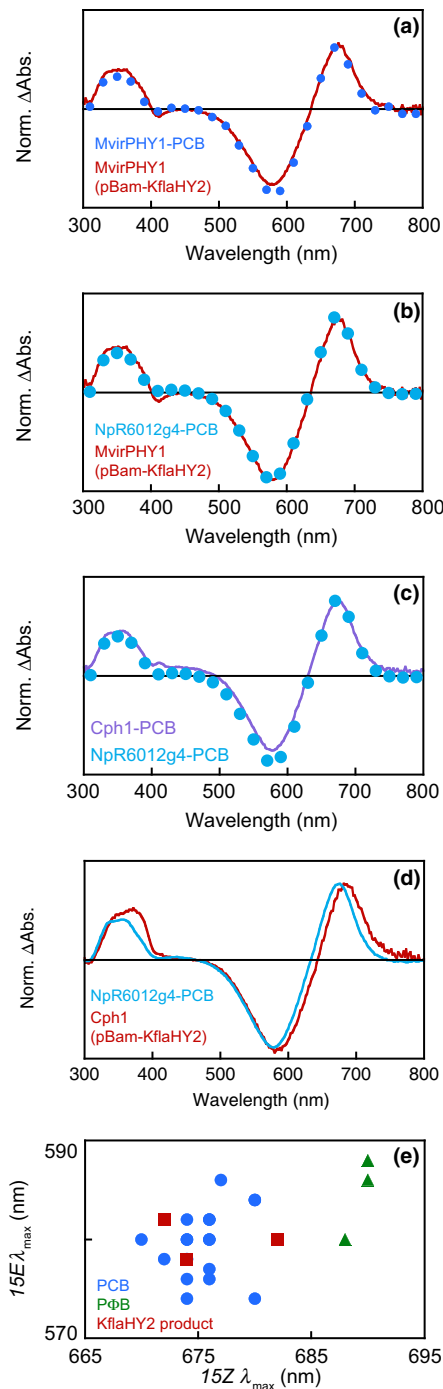 (a)
Norm. ΔAbs.
MvirPHY1-PCB
MvirPHY1
(pBam-KflaHY2)
300 400 500 600 700 800
Wavelength (nm)
(b)
Norm. ΔAbs.
NpR6012g4-PCB
MvirPHY1
(pBam-KflaHY2)
300 400 500 600 700 800
Wavelength (nm)
(c)
Norm. ΔAbs.
Cph1-PCB
NpR6012g4-PCB
300 400 500 600 700 800
Wavelength (nm)
(d)
Norm. ΔAbs.
NpR6012g4-PCB
Cph1
(pBam-KflaHY2)
300 400 500 600 700 800
Wavelength (nm)
(e)
590
15E λmax (nm)
PCB
PΦB
KflaHY2 product
570
665 675 685 695
15Z λmax (nm)